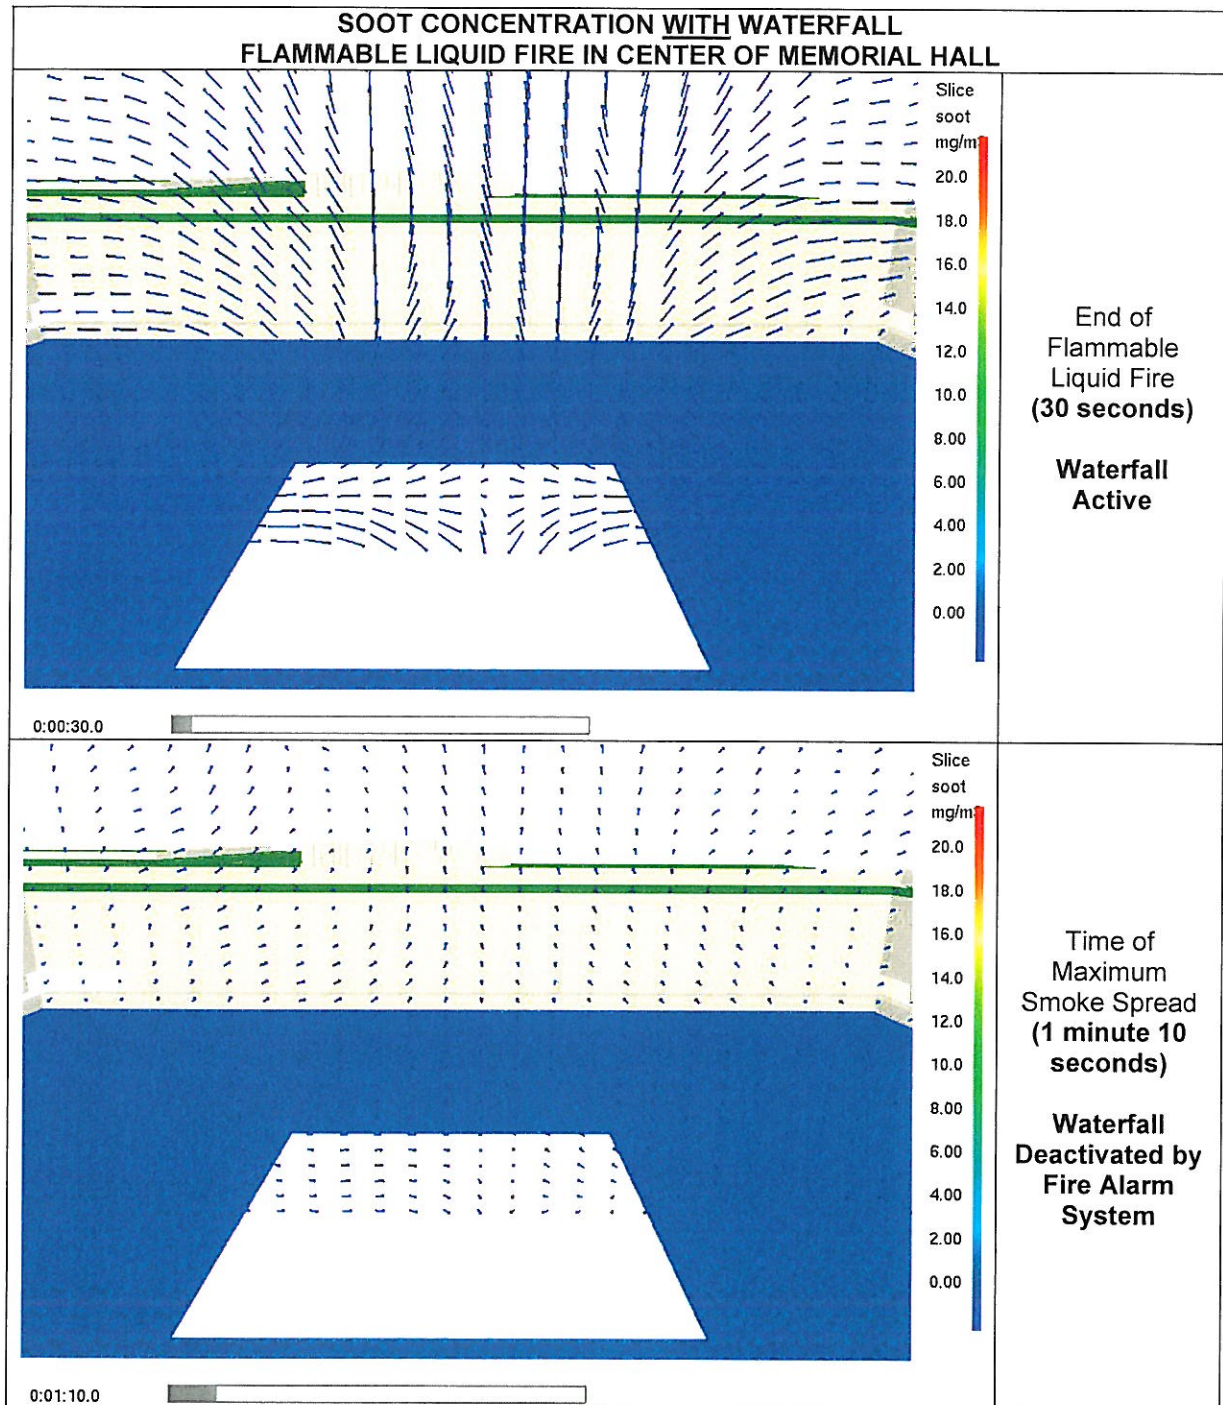 SOOT CONCENTRATION WITH WATERFALL
FLAMMABLE LIQUID FIRE IN CENTER OF MEMORIAL HALL
Slice
soot
mg/m
20.0
18.0
16.0
14.0
12.0
10.0
8.00
6.00
4.00
2.00
0.00
0:00:30.0
End of
Flammable
Liquid Fire
(30 seconds)
Waterfall
Active
Slice
soot
mg/m
20.0
18.0
16.0
14.0
12.0
10.0
8.00
6.00
4.00
2.00
0.00
0:01:10.0
Time of
Maximum
Smoke Spread
(1 minute 10
seconds)
Waterfall
Deactivated by
Fire Alarm
System